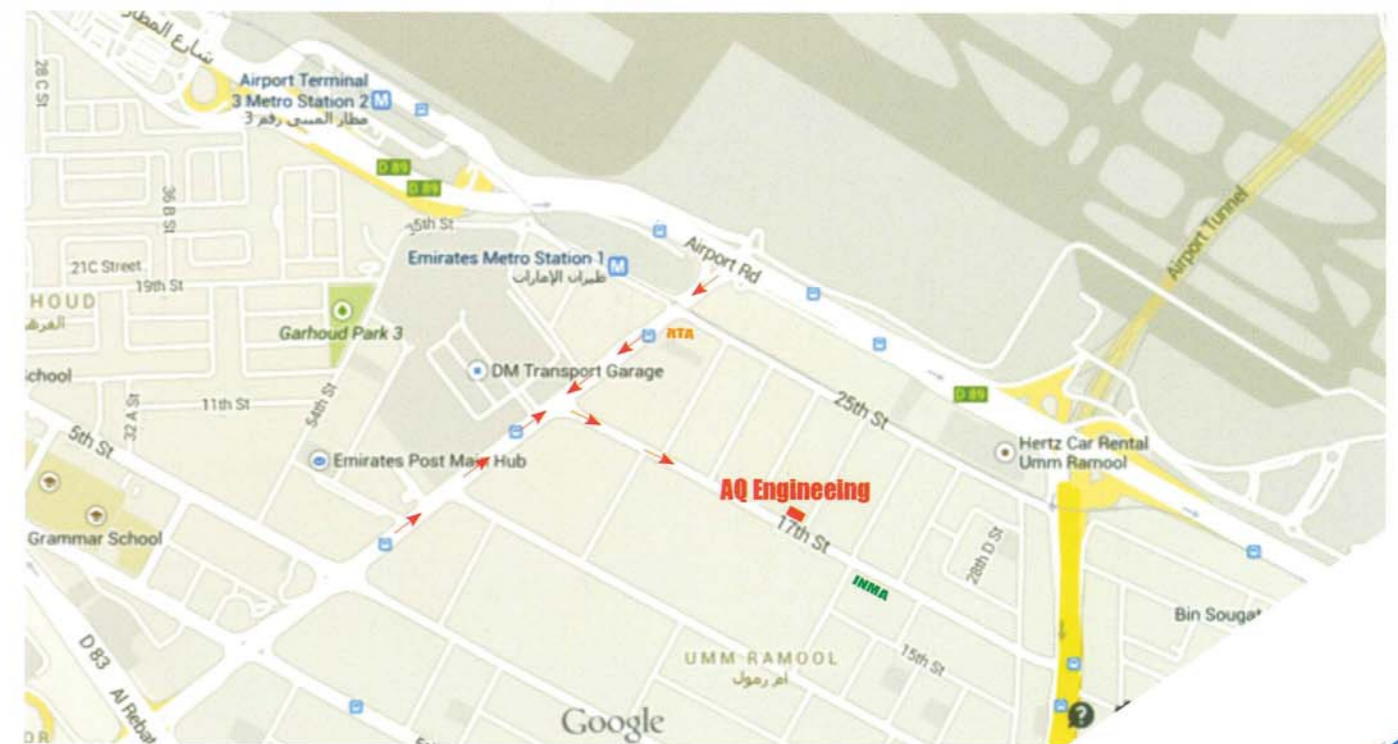 شارع المطار
28 C St
Airport Terminal
3 Metro Station 2
مطار المبنى رقم 3
D 89
D 89
36 B St
35th St
Airport Rd
Airport Tunnel
Emirates Metro Station 1
طيران الإمارات
21C Street
19th St
HOUD
Garhoud Park 3
RTA
DM Transport Garage
chool
32 A St
11th St
54th St
25th St
D 89
5th St
Emirates Post Main Hub
Hertz Car Rental
Umm Ramool
AQ Engineeing
17th St
Grammar School
28th D St
INMA
Bin Sougat
D 83
Al Rebat
UMM RAMOOL
ام رمول
15th St
Google
?
OR